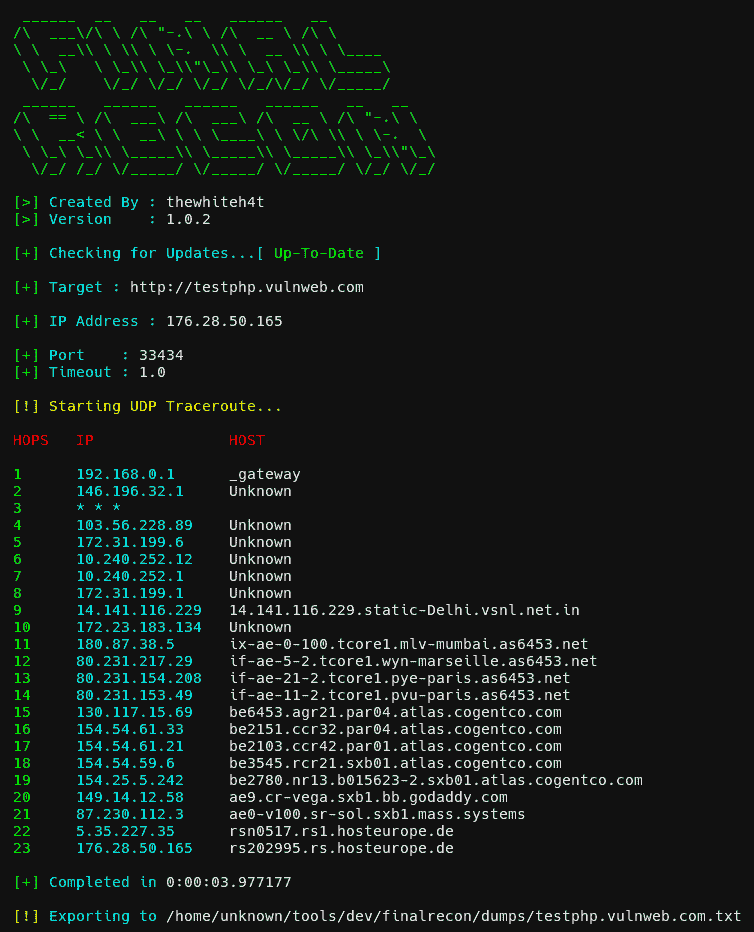 FINAL
RECON
[>] Created By : thewhiteh4t
[>] Version    : 1.0.2
[+] Checking for Updates...[ Up-To-Date ]
[+] Target : http://testphp.vulnweb.com
[+] IP Address : 176.28.50.165
[+] Port    : 33434
[+] Timeout : 1.0
[!] Starting UDP Traceroute...
HOPS   IP               HOST
1      192.168.0.1      _gateway
2      146.196.32.1     Unknown
3      * * *
4      103.56.228.89    Unknown
5      172.31.199.6     Unknown
6      10.240.252.12    Unknown
7      10.240.252.1     Unknown
8      172.31.199.1     Unknown
9      14.141.116.229   14.141.116.229.static-Delhi.vsnl.net.in
10     172.23.183.134   Unknown
11     180.87.38.5      ix-ae-0-100.tcore1.mlv-mumbai.as6453.net
12     80.231.217.29    if-ae-5-2.tcore1.wyn-marseille.as6453.net
13     80.231.154.208   if-ae-21-2.tcore1.pye-paris.as6453.net
14     80.231.153.49    if-ae-11-2.tcore1.pvu-paris.as6453.net
15     130.117.15.69    be6453.agr21.par04.atlas.cogentco.com
16     154.54.61.33     be2151.ccr32.par04.atlas.cogentco.com
17     154.54.61.21     be2103.ccr42.par01.atlas.cogentco.com
18     154.54.59.6      be3545.rcr21.sxb01.atlas.cogentco.com
19     154.25.5.242     be2780.nr13.b015623-2.sxb01.atlas.cogentco.com
20     149.14.12.58     ae9.cr-vega.sxb1.bb.godaddy.com
21     87.230.112.3     ae0-v100.sr-sol.sxb1.mass.systems
22     5.35.227.35      rsn0517.rs1.hosteurope.de
23     176.28.50.165    rs202995.rs.hosteurope.de
[+] Completed in 0:00:03.977177
[!] Exporting to /home/unknown/tools/dev/finalrecon/dumps/testphp.vulnweb.com.txt